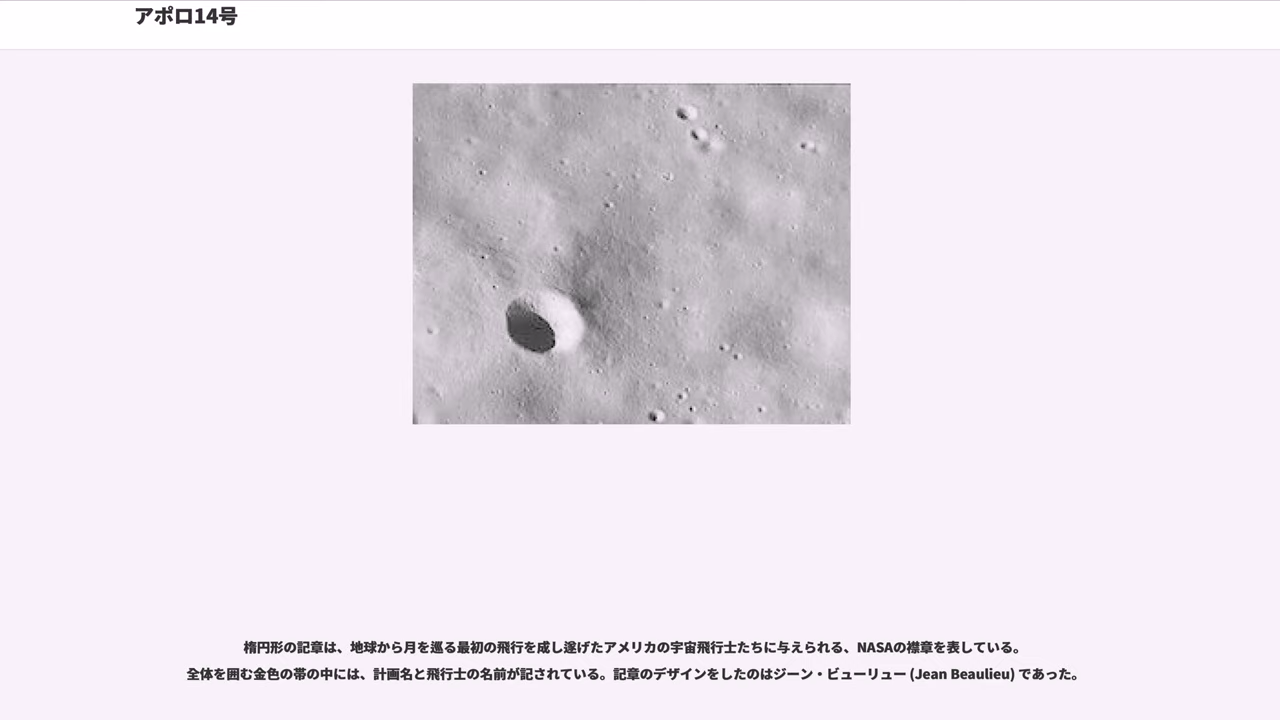 アポロ14号
楕円形の記章は、地球から月を巡る最初の飛行を成し遂げたアメリカの宇宙飛行士たちに与えられる、NASAの襟章を表している。
全体を囲む金色の帯の中には、計画名と飛行士の名前が記されている。記章のデザインをしたのはジーン・ビューリュー (Jean Beaulieu) であった。